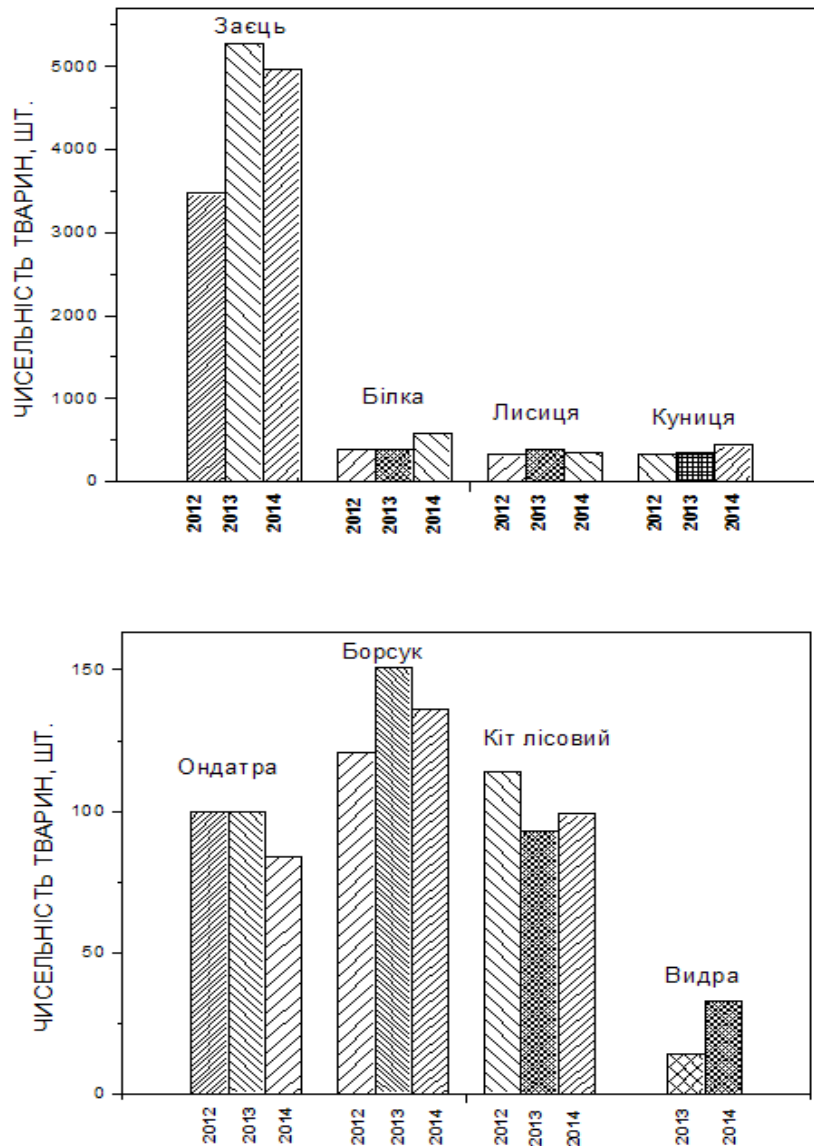 Заєць
5000
4000
3000
2000
1000
0
ЧИСЕЛЬНІСТЬ ТВАРИН, ШТ.
Білка
Лисиця
Куниця
2012 2013 2014 2012 2013 2014 2012 2013 2014 2012 2013 2014
Борсук
150
Кіт лісовий
Ондатра
100
50
Видра
0
ЧИСЕЛЬНІСТЬ ТВАРИН, ШТ.
2012 2013 2014 2012 2013 2014 2012 2013 2014 2013 2014